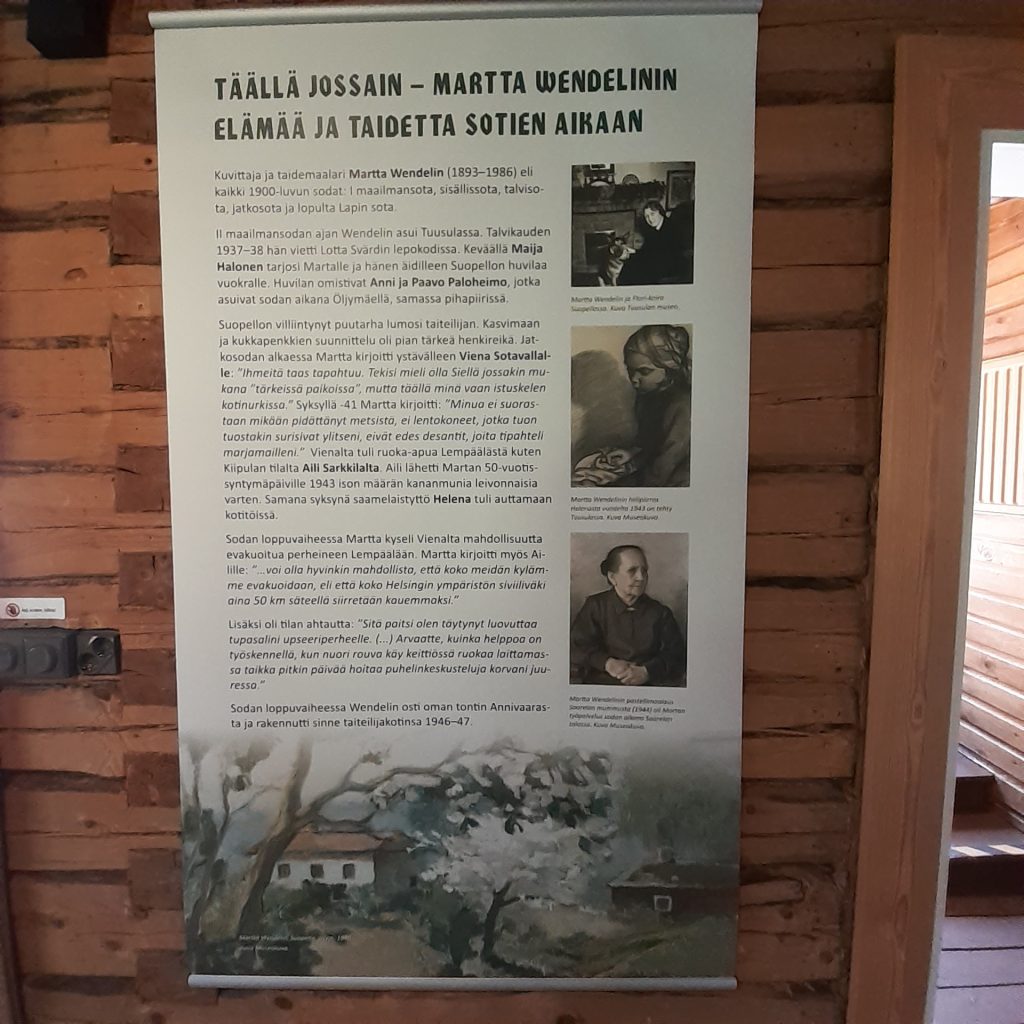 TÄÄLLÄ JOSSAIN – MARTTA WENDELININ
ELÄMÄÄ JA TAIDETTA SOTIEN AIKAAN
Kuvittaja ja taidemaalari Martta Wendelin (1893–1986) eli
kaikki 1900-luvun sodat: I maailmansota, sisällissota, talviso-
ta, jatkosota ja lopulta Lapin sota.
II maailmansodan ajan Wendelin asui Tuusulassa. Talvikauden
1937–38 hän vietti Lotta Svärdin lepokodissa. Keväällä Maija
Halonen tarjosi Martalle ja hänen äidilleen Suopellon huvilaa
vuokralle. Huvilan omistivat Anni ja Paavo Paloheimo, jotka
asuivat sodan aikana Öljymäellä, samassa pihapiirissä.
Suopellon villiintynyt puutarha lumosi taiteilijan. Kasvimaan
ja kukkapenkkien suunnittelu oli pian tärkeä henkireikä. Jat-
kosodan alkaessa Martta kirjoitti ystävälleen Viena Sotavallal-
le: "Ihmeitä taas tapahtuu. Tekisi mieli olla Siellä jossakin mu-
kana "tärkeissä paikoissa", mutta täällä minä vaan istuskelen
kotinurkissa." Syksyllä -41 Martta kirjoitti: "Minua ei suoras-
taan mikään pidättänyt metsistä, ei lentokoneet, jotka tuon
tuostakin surisivat ylitseni, eivät edes desantit, joita tipahteli
marjamailleni." Vienalta tuli ruoka-apua Lempäälästä kuten
Kiipulan tilalta Aili Sarkkilalta. Aili lähetti Martan 50-vuotis-
syntymäpäiville 1943 ison määrän kananmunia leivonnaisia
varten. Samana syksynä saamelaistyttö Helena tuli auttamaan
kotitöissä.
Sodan loppuvaiheessa Martta kyseli Vienalta mahdollisuutta
evakuoitua perheineen Lempäälään. Martta kirjoitti myös Ai-
lille: "...voi olla hyvinkin mahdollista, että koko meidän kyläm-
me evakuoidaan, eli että koko Helsingin ympäristön siviiliväki
aina 50 km säteellä siirretään kauemmaksi."
Lisäksi oli tilan ahtautta: "Sitä paitsi olen täytynyt luovuttaa
tupasalini upseeriperheelle. (...) Arvaatte, kuinka helppoa on
työskennellä, kun nuori rouva käy keittiössä ruokaa laittamas-
sa taikka pitkin päivää hoitaa puhelinkeskusteluja korvani juu-
ressa."
Sodan loppuvaiheessa Wendelin osti oman tontin Annivaaras-
ta ja rakennutti sinne taiteilijakotinsa 1946–47.
Martta Wendelin ja Flori-koira
Suopellossa. Kuva Tuusulan museo.
Martta Wendelinin hiilipiirros
Helenasta vuodelta 1943 on tehty
Tuusulassa. Kuva Museokuva.
Martta Wendelinin pastellimaalaus
Saarelan mummusta (1944) oli Martan
työpalvelua sodan aikana Saarelan
talossa. Kuva Museokuva.
Martta Wendelin,
Kuva Museokuva.